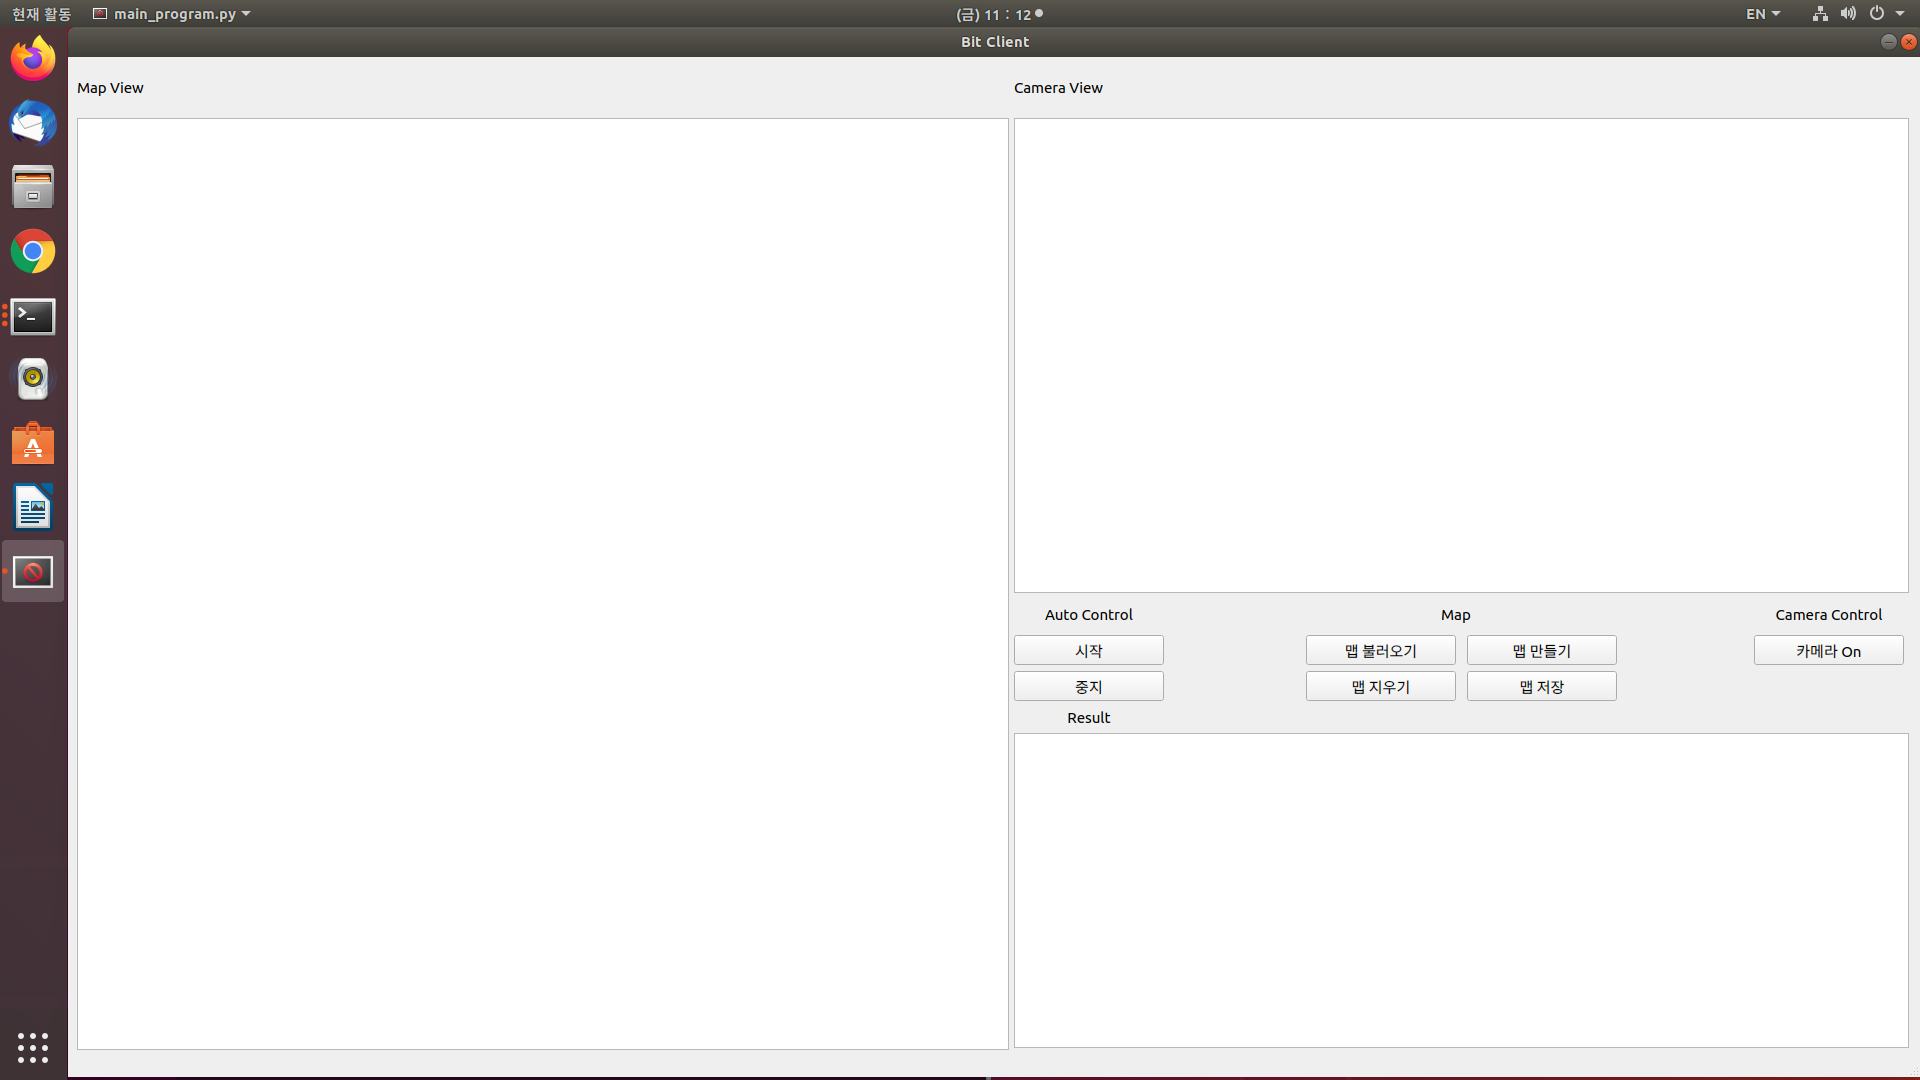 현재 활동
main_program.py
(금) 11 : 12
EN
Bit Client
Map View
Camera View
Auto Control
Map
Camera Control
시작
맵 불러오기
맵 만들기
카메라 On
중지
맵 지우기
맵 저장
Result